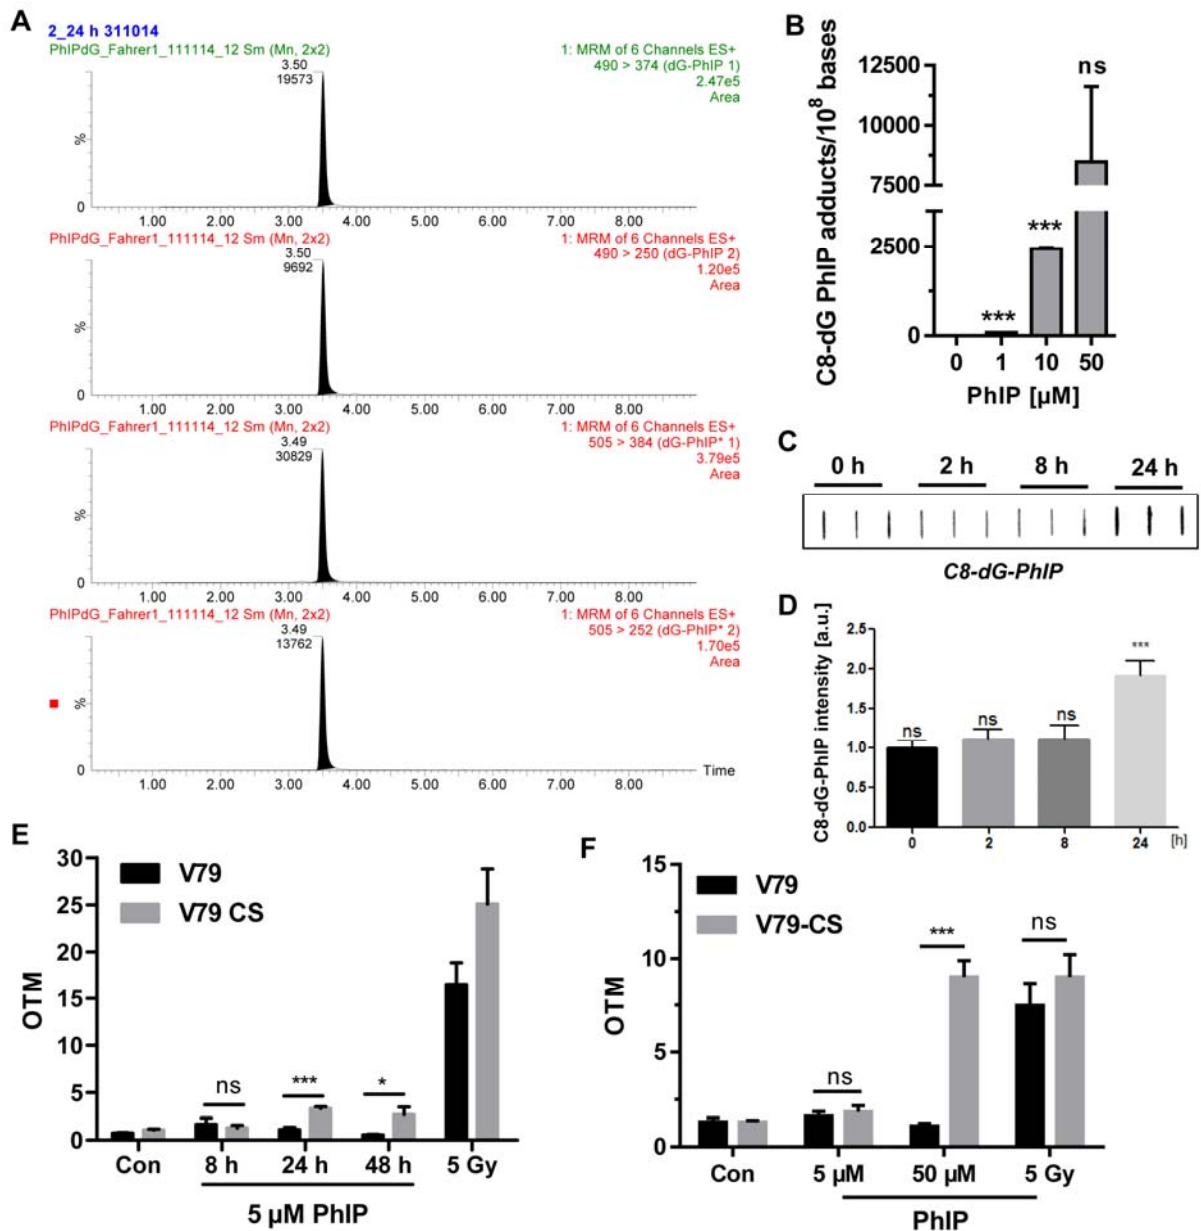 A
2_24 h 311014
PhIPdG_Fahrer1_111114_12 Sm (Mn, 2x2)
1: MRM of 6 Channels ES+
490 > 374 (dG-PhIP 1)
2.47e5
Area
3.50
19573
%
0
1.00 2.00 3.00 4.00 5.00 6.00 7.00 8.00
PhIPdG_Fahrer1_111114_12 Sm (Mn, 2x2)
1: MRM of 6 Channels ES+
490 > 250 (dG-PhIP 2)
1.20e5
Area
3.50
9692
%
0
1.00 2.00 3.00 4.00 5.00 6.00 7.00 8.00
PhIPdG_Fahrer1_111114_12 Sm (Mn, 2x2)
1: MRM of 6 Channels ES+
505 > 384 (dG-PhIP* 1)
3.79e5
Area
3.49
30829
%
0
1.00 2.00 3.00 4.00 5.00 6.00 7.00 8.00
PhIPdG_Fahrer1_111114_12 Sm (Mn, 2x2)
1: MRM of 6 Channels ES+
505 > 252 (dG-PhIP* 2)
1.70e5
Area
3.49
13762
%
0
Time
1.00 2.00 3.00 4.00 5.00 6.00 7.00 8.00
B
C8-dG PhIP adducts/10⁸ bases
12500
10000
7500
2500
0
*** *** ns
0 1 10 50
PhIP [µM]
C
0 h 2 h 8 h 24 h
C8-dG-PhIP
D
C8-dG-PhIP intensity [a.u.]
2.5
2.0
1.5
1.0
0.5
0.0
ns ns ns ***
0 2 8 24 [h]
E
OTM
30
25
20
15
10
5
0
V79
V79 CS
ns *** *
Con 8 h 24 h 48 h 5 Gy
5 µM PhIP
F
OTM
15
10
5
0
V79
V79-CS
ns *** ns
Con 5 µM 50 µM 5 Gy
PhIP